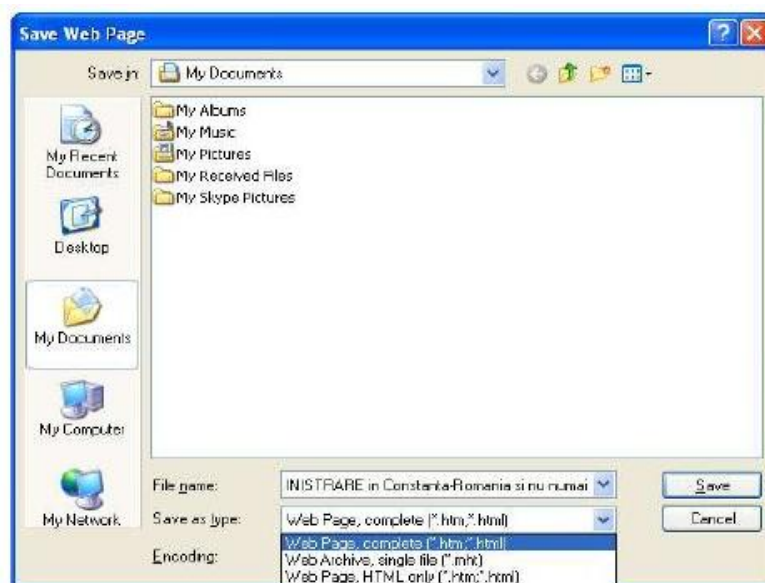 Save Web Page
Save in:
My Documents
My Recent
Documents
Desktop
My Documents
My Computer
My Network
My Albums
My Music
My Pictures
My Received Files
My Skype Pictures
File name:
INISTRARE in Constanta-Romania si nu numai
Save
Save as type:
Web Page, complete (*.htm;*.html)
Cancel
Encoding:
Web Page, complete (*.htm;*.html)
Web Archive, single file (*.mht)
Web Page, HTML only (*.htm;*.html)